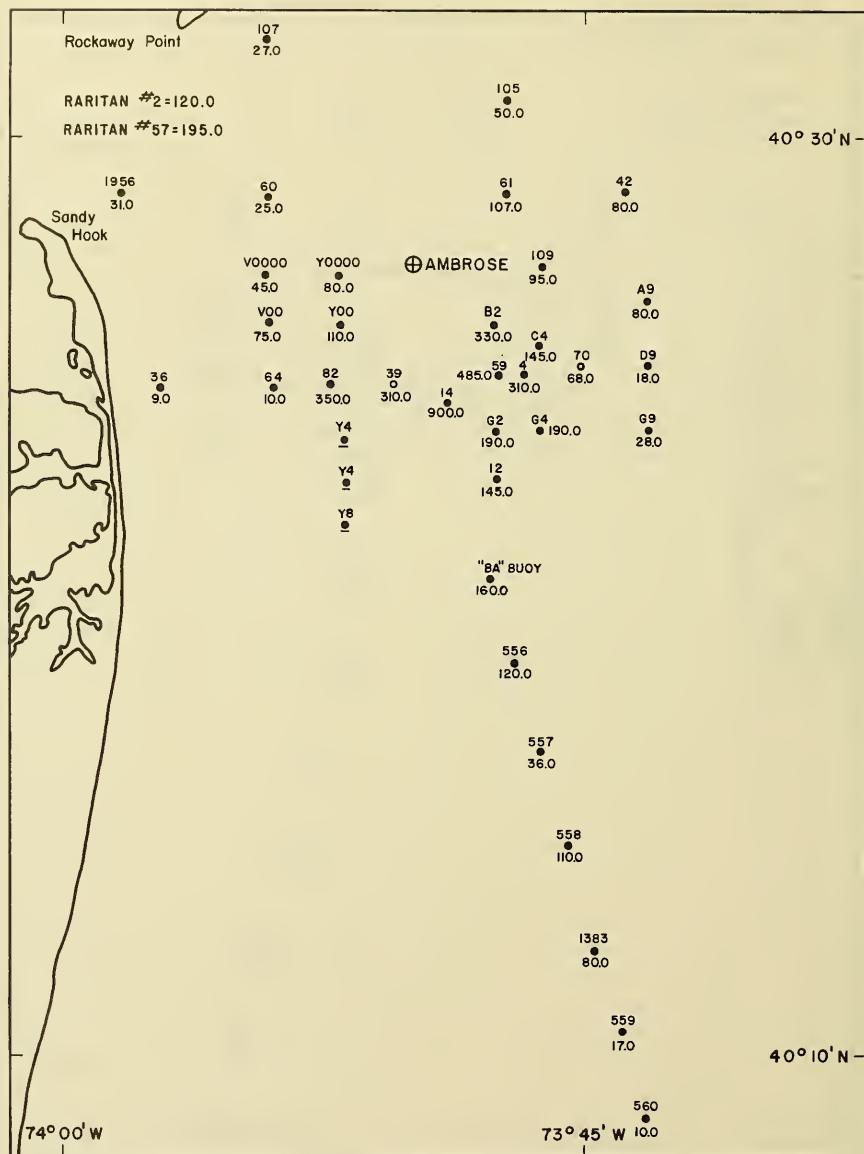 107
Rockaway Point
27.0
105
RARITAN #2=120.0
50.0
RARITAN #57=195.0
40° 30' N
1956
31.0
60
25.0
61
107.0
42
80.0
Sandy
Hook
V0000
45.0
Y0000
80.0
AMBROSE
109
95.0
A9
80.0
V00
75.0
Y00
110.0
B2
330.0
C4
145.0
70
68.0
D9
18.0
36
9.0
64
10.0
82
350.0
39
310.0
59
485.0
4
310.0
14
900.0
Y4
G2
190.0
G4
190.0
G9
28.0
Y4
12
145.0
Y8
"BA" BUOY
160.0
556
120.0
557
36.0
558
110.0
1383
80.0
559
17.0
40° 10' N
560
10.0
74° 00' W
73° 45' W